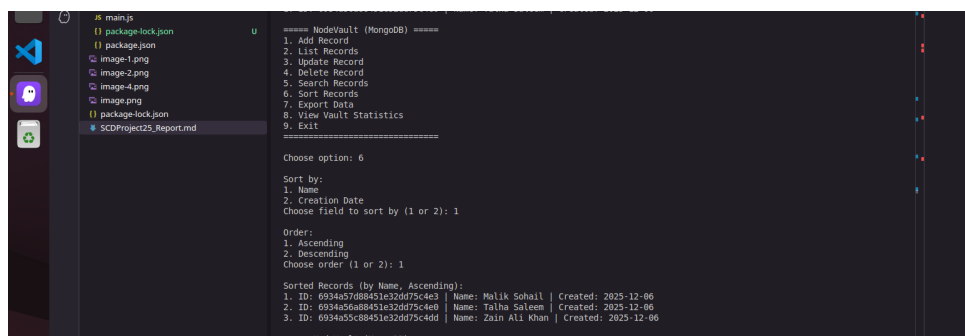 JS main.js
{} package-lock.json U
{} package.json
image-1.png
image-2.png
image-4.png
image.png
{} package-lock.json
SCDProject25_Report.md
===== NodeVault (MongoDB) =====
1. Add Record
2. List Records
3. Update Record
4. Delete Record
5. Search Records
6. Sort Records
7. Export Data
8. View Vault Statistics
9. Exit
===============================
Choose option: 6
Sort by:
1. Name
2. Creation Date
Choose field to sort by (1 or 2): 1
Order:
1. Ascending
2. Descending
Choose order (1 or 2): 1
Sorted Records (by Name, Ascending):
1. ID: 6934a57d88451e32dd75c4e3 | Name: Malik Sohail | Created: 2025-12-06
2. ID: 6934a56a88451e32dd75c4e0 | Name: Talha Saleem | Created: 2025-12-06
3. ID: 6934a55c88451e32dd75c4dd | Name: Zain Ali Khan | Created: 2025-12-06